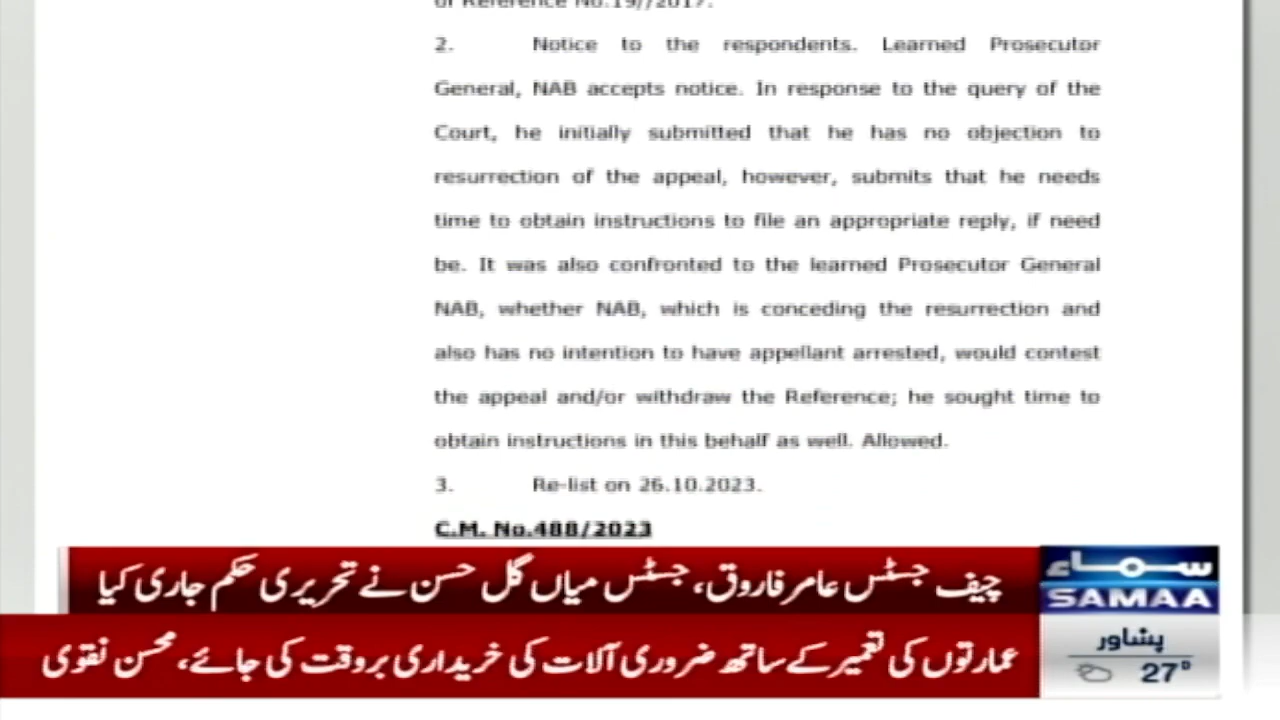 of Reference No.19//2017.
2. Notice to the respondents. Learned Prosecutor
General, NAB accepts notice. In response to the query of the
Court, he initially submitted that he has no objection to
resurrection of the appeal, however, submits that he needs
time to obtain instructions to file an appropriate reply, if need
be. It was also confronted to the learned Prosecutor General
NAB, whether NAB, which is conceding the resurrection and
also has no intention to have appellant arrested, would contest
the appeal and/or withdraw the Reference; he sought time to
obtain instructions in this behalf as well. Allowed.
3. Re-list on 26.10.2023.
C.M. No.488/2023
چیف جسٹس عامر فاروق، جسٹس میاں گل حسن نے تحریری حکم جاری کیا
سماء
SAMAA
عمارتوں کی تعمیر کے ساتھ ضروری آلات کی خریداری بروقت کی جائے، محسن نقوی
پشاور
27°